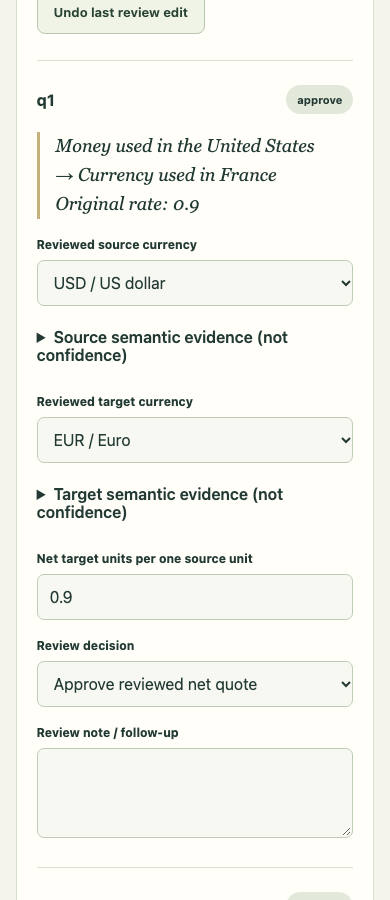 Undo last review edit
q1
approve
Money used in the United States
→ Currency used in France
Original rate: 0.9
Reviewed source currency
USD / US dollar
▶ Source semantic evidence (not
confidence)
Reviewed target currency
EUR / Euro
▶ Target semantic evidence (not
confidence)
Net target units per one source unit
0.9
Review decision
Approve reviewed net quote
Review note / follow-up